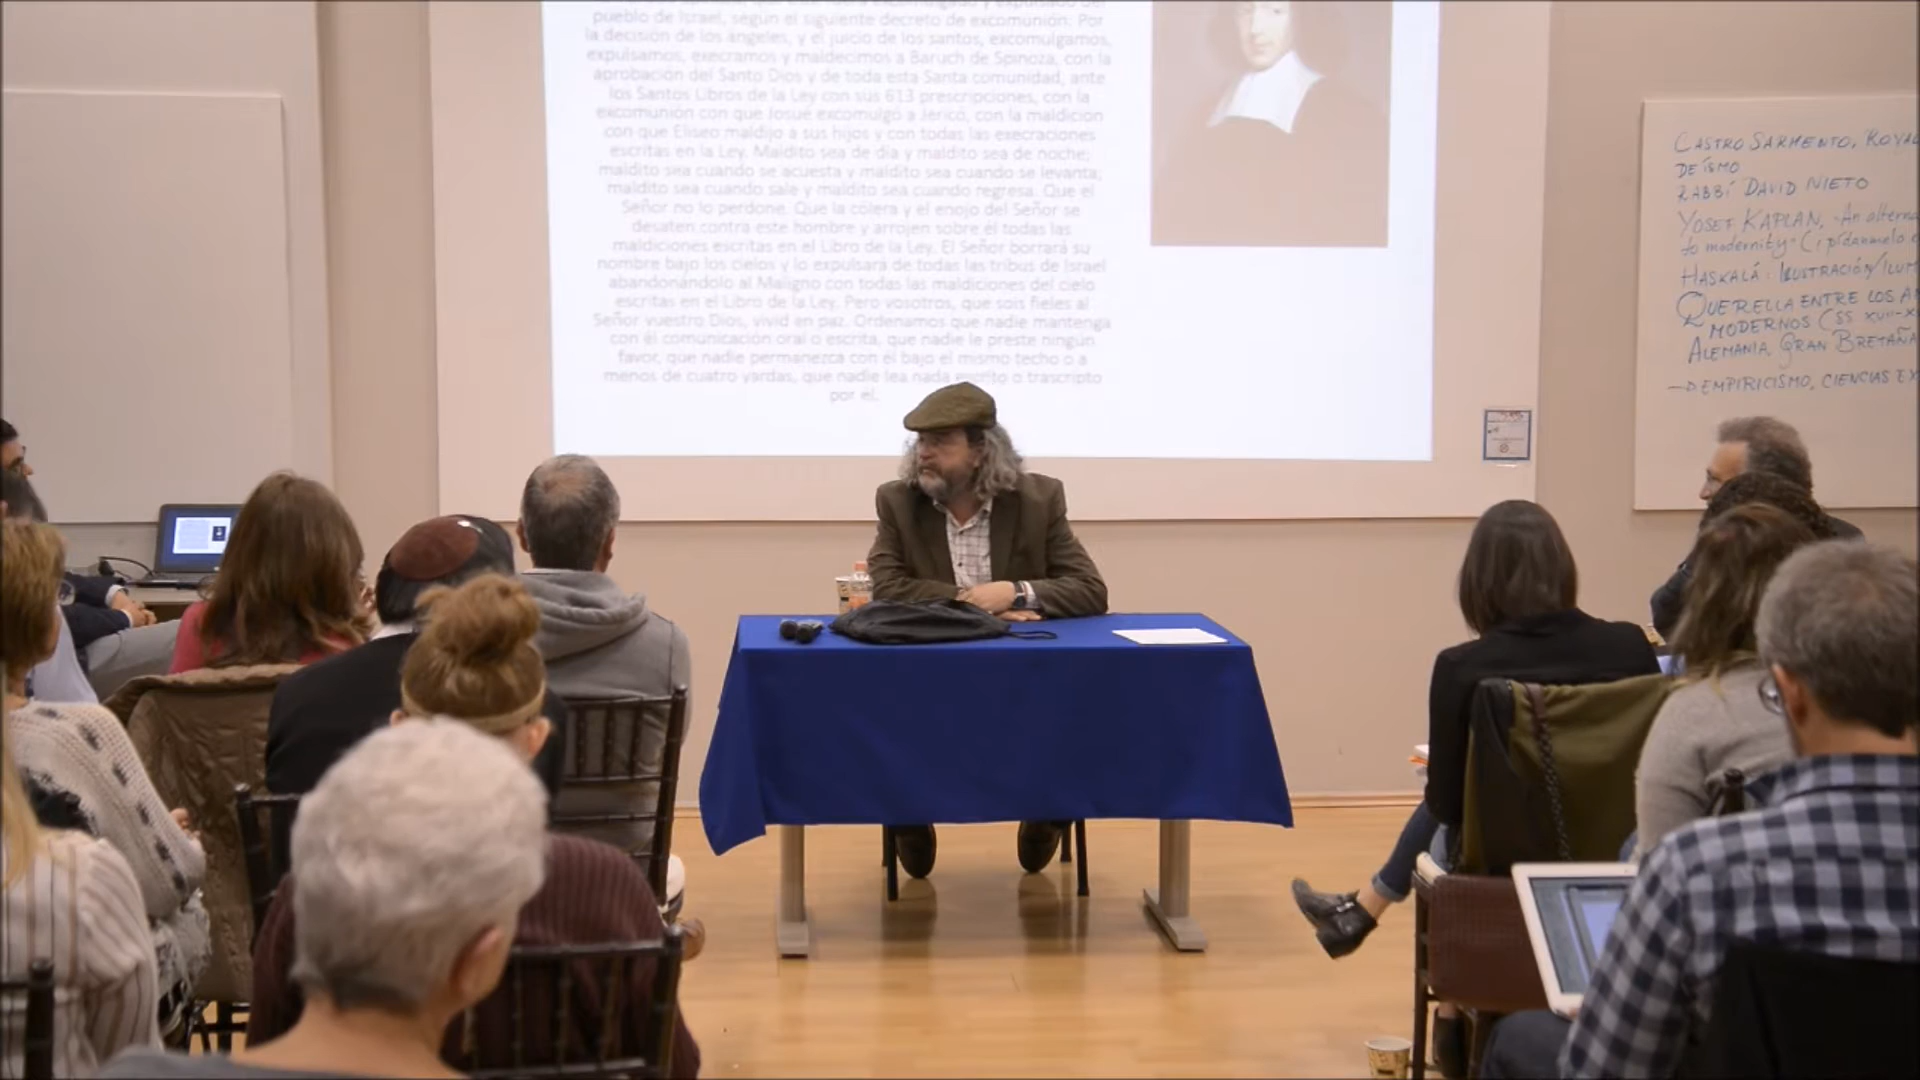 pueblo de Israel, según el siguiente decreto de excomunión: Por
la decisión de los ángeles, y el juicio de los santos, excomulgamos,
expulsamos, execramos y maldecimos a Baruch de Spinoza, con la
aprobación del Santo Dios y de toda esta Santa comunidad, ante
los Santos Libros de la Ley con sus 613 prescripciones, con la
excomunión con que Josué excomulgó a Jericó, con la maldición
con que Eliseo maldijo a sus hijos y con todas las execraciones
escritas en la Ley. Maldito sea de día y maldito sea de noche;
maldito sea cuando se acuesta y maldito sea cuando se levanta;
maldito sea cuando sale y maldito sea cuando regresa. Que el
Señor no lo perdone. Que la cólera y el enojo del Señor se
desaten contra este hombre y arrojen sobre él todas las
maldiciones escritas en el Libro de la Ley. El Señor borrará su
nombre bajo los cielos y lo expulsará de todas las tribus de Israel
abandonándolo al Maligno con todas las maldiciones del cielo
escritas en el Libro de la Ley. Pero vosotros, que sois fieles al
Señor vuestro Dios, vivid en paz. Ordenamos que nadie mantenga
con él comunicación oral o escrita, que nadie le preste ningún
favor, que nadie permanezca con él bajo el mismo techo o a
menos de cuatro yardas, que nadie lea nada escrito o trascripto
por él.
CASTRO SARMENTO, ROYAL
DEÍSMO
RABBÍ DAVID NIETO
YOSEF KAPLAN, "An alterna
to modernity" (¡pídanmelo
HASKALÁ: ILUSTRACIÓN/ILUM
QUERELLA ENTRE LOS A
MODERNOS (SS XVII-X
ALEMANIA, GRAN BRETAÑA
EMPIRICISMO, CIENCIAS EX